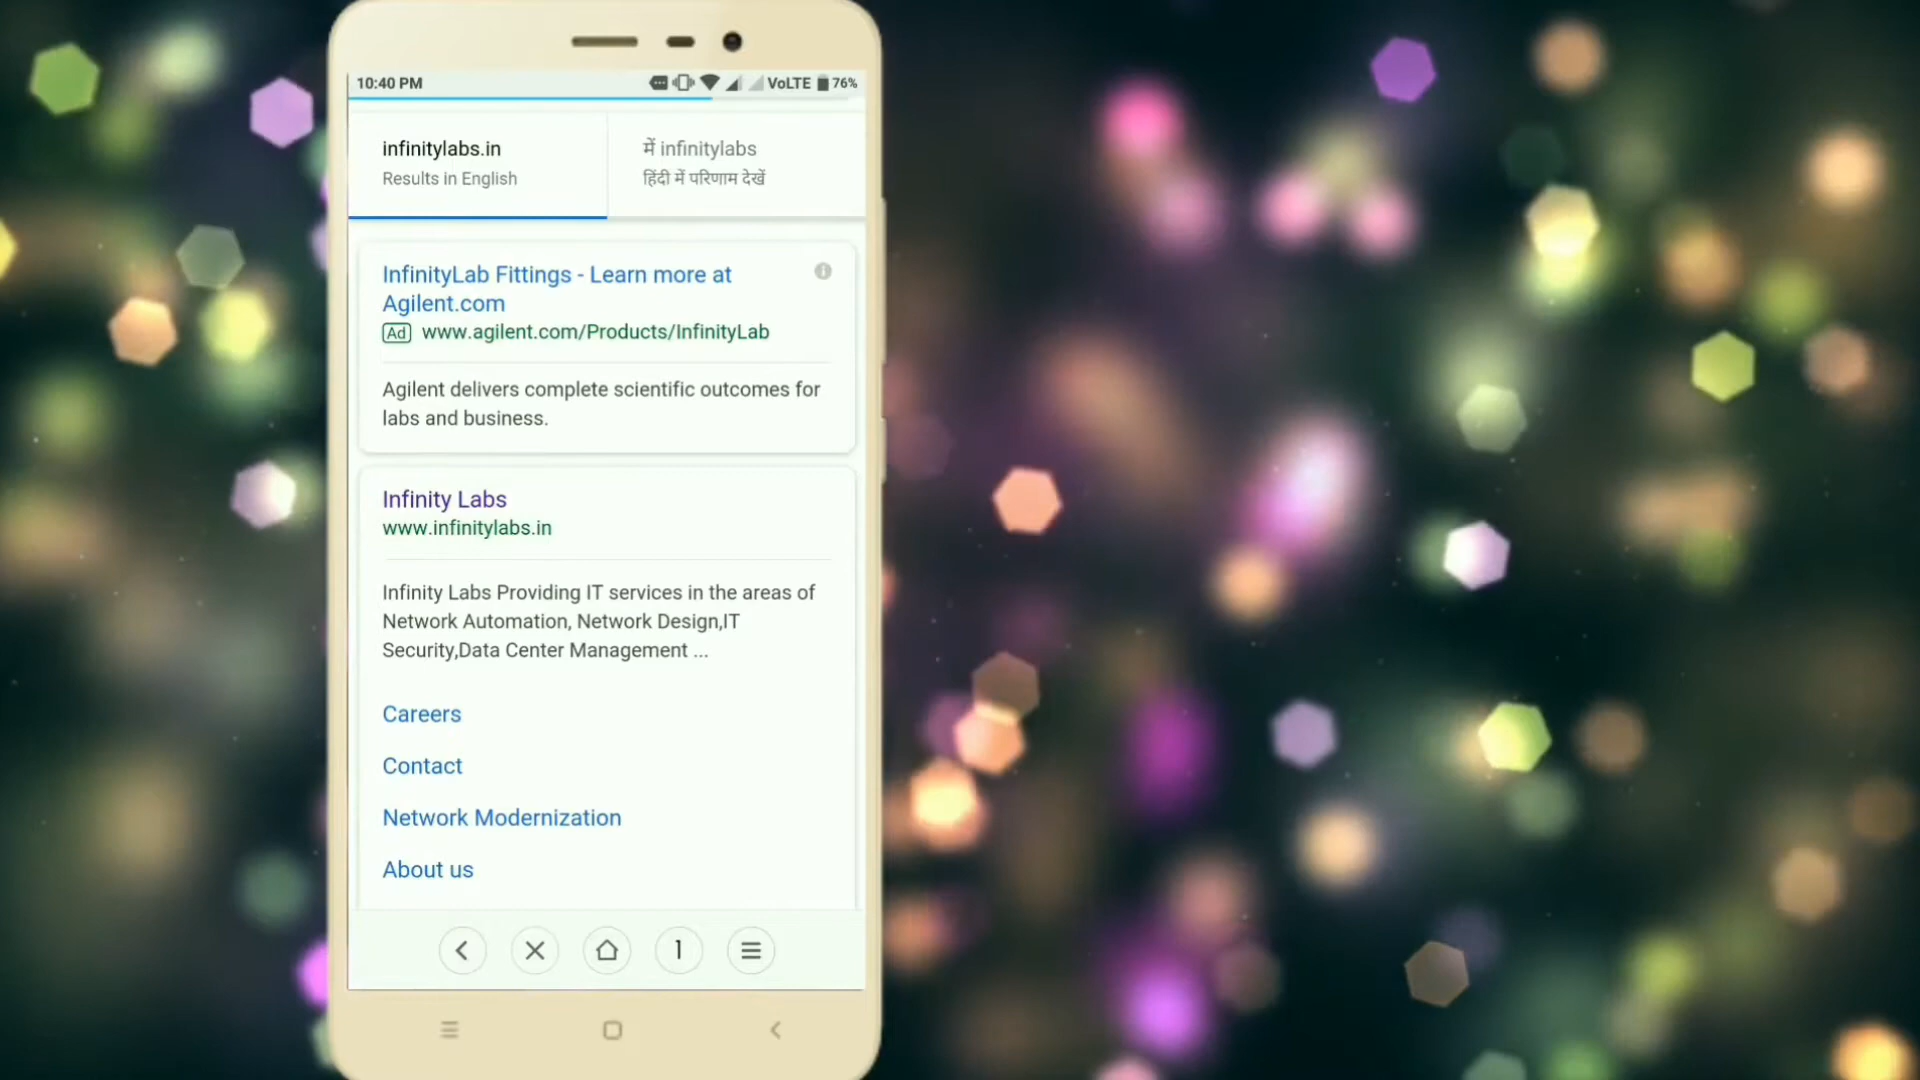 10:40 PM VoLTE 76%
infinitylabs.in
Results in English
में infinitylabs
हिंदी में परिणाम देखें
InfinityLab Fittings - Learn more at
Agilent.com
Ad www.agilent.com/Products/InfinityLab
Agilent delivers complete scientific outcomes for
labs and business.
Infinity Labs
www.infinitylabs.in
Infinity Labs Providing IT services in the areas of
Network Automation, Network Design,IT
Security,Data Center Management ...
Careers
Contact
Network Modernization
About us
1